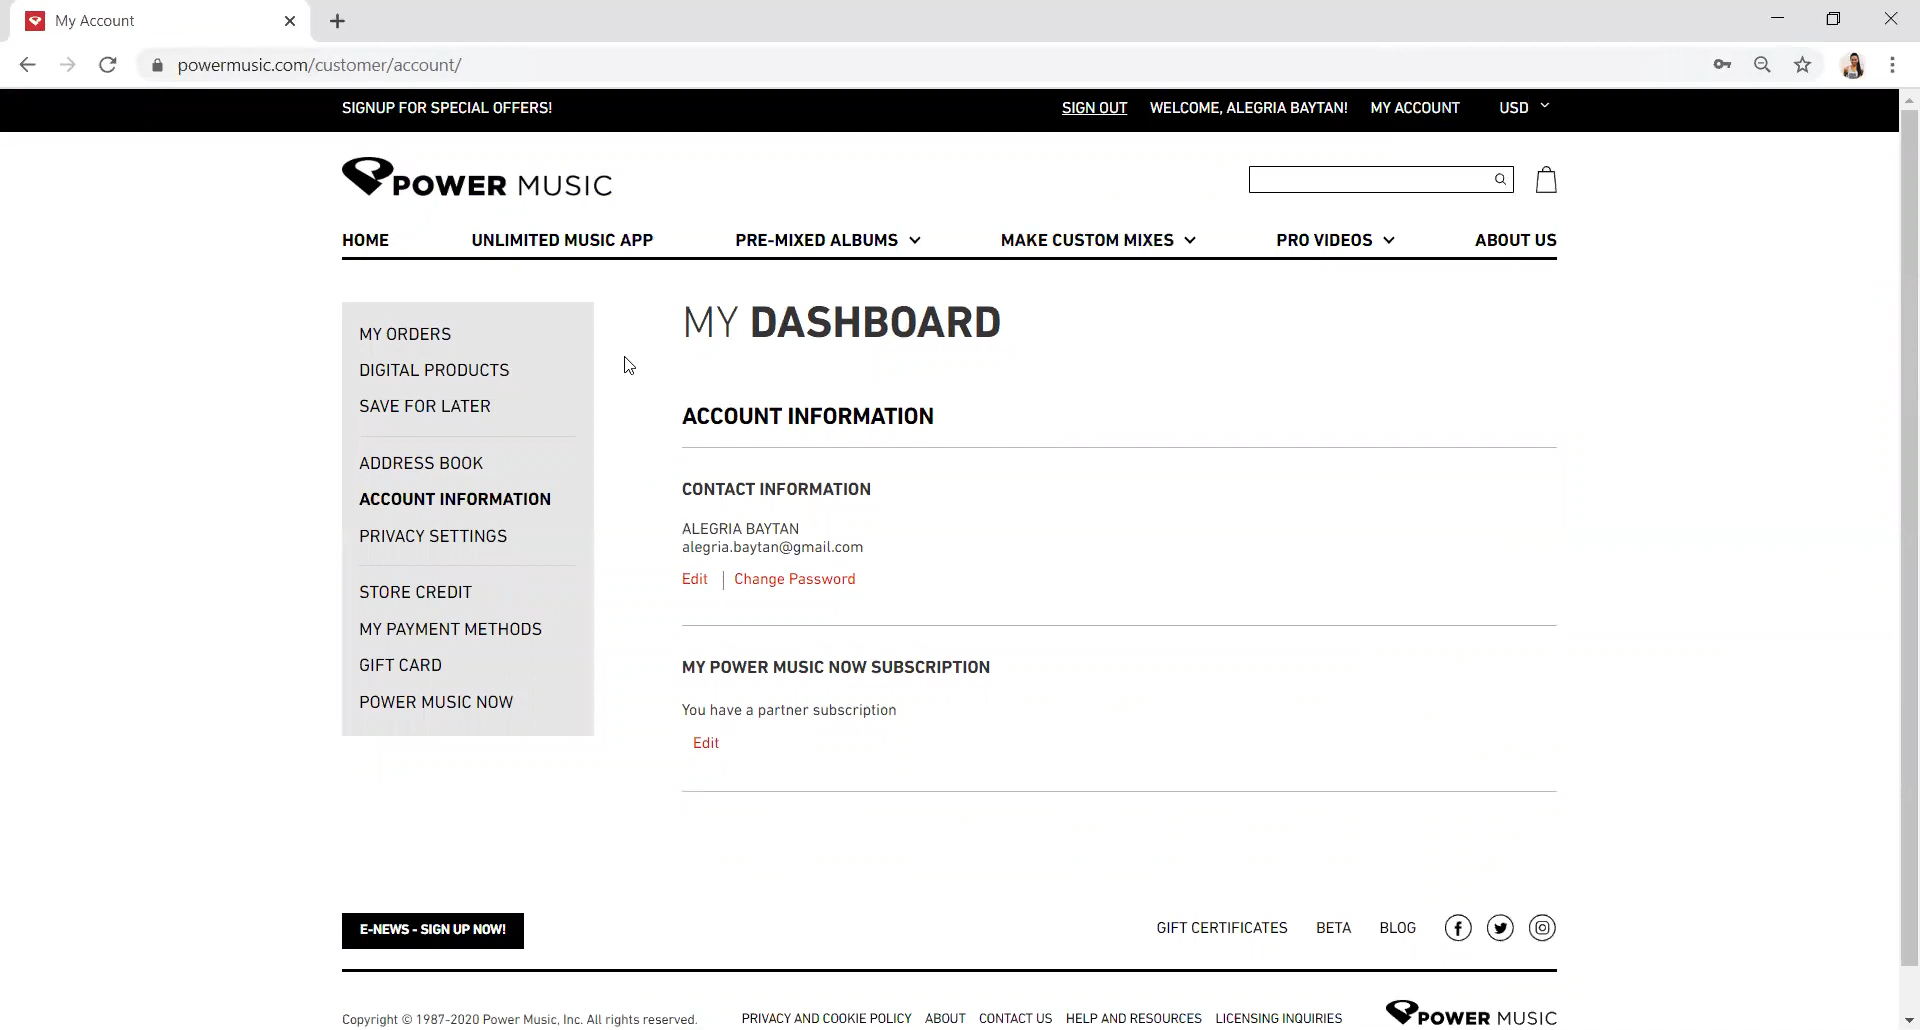 My Account
powermusic.com/customer/account/
SIGNUP FOR SPECIAL OFFERS!
SIGN OUT WELCOME, ALEGRIA BAYTAN! MY ACCOUNT USD
POWER MUSIC
HOME UNLIMITED MUSIC APP PRE-MIXED ALBUMS MAKE CUSTOM MIXES PRO VIDEOS ABOUT US
MY ORDERS
DIGITAL PRODUCTS
SAVE FOR LATER
ADDRESS BOOK
ACCOUNT INFORMATION
PRIVACY SETTINGS
STORE CREDIT
MY PAYMENT METHODS
GIFT CARD
POWER MUSIC NOW
MY DASHBOARD
ACCOUNT INFORMATION
CONTACT INFORMATION
ALEGRIA BAYTAN
alegria.baytan@gmail.com
Edit | Change Password
MY POWER MUSIC NOW SUBSCRIPTION
You have a partner subscription
Edit
E-NEWS - SIGN UP NOW!
GIFT CERTIFICATES BETA BLOG
Copyright © 1987-2020 Power Music, Inc. All rights reserved.
PRIVACY AND COOKIE POLICY ABOUT CONTACT US HELP AND RESOURCES LICENSING INQUIRIES
POWER MUSIC